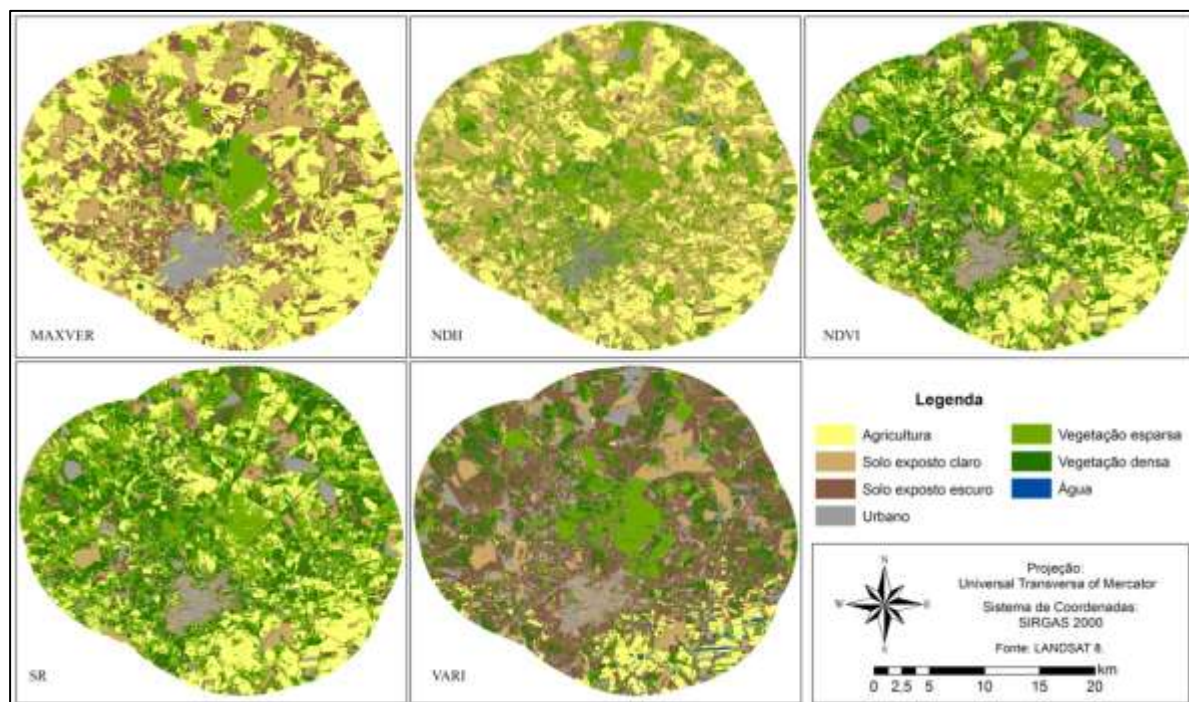 MAXVER
NDII
NDVI
SR
VARI
Legenda
Agricultura
Solo exposto claro
Solo exposto escuro
Urbano
Vegetação esparsa
Vegetação densa
Água
N
W
E
S
Projeção:
Universal Transversa of Mercator
Sistema de Coordenadas:
SIRGAS 2000
Fonte: LANDSAT 8.
km
0 2,5 5 10 15 20